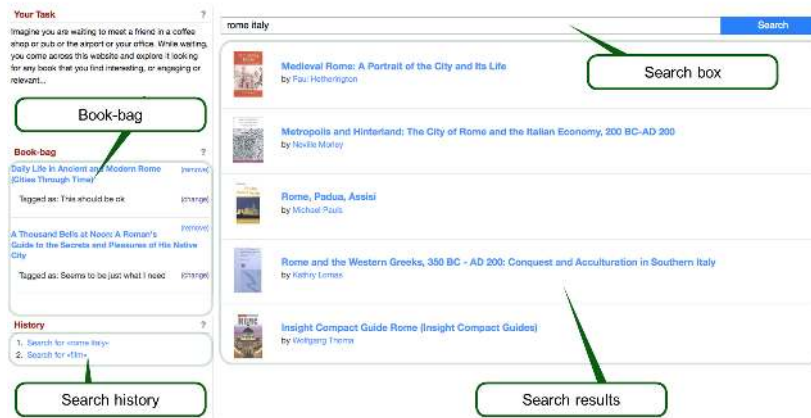 Your Task ?
Imagine you are waiting to meet a friend in a coffee
shop or pub or the airport or your office. While waiting,
you come across this website and explore it looking
for any book that you find interesting, or engaging or
relevant...
Book-bag
Book-bag ?
Daily Life in Ancient and Modern Rome (remove)
(Cities Through Time)
Tagged as: This should be ok (change)
(remove)
A Thousand Bells at Noon: A Roman's
Guide to the Secrets and Pleasures of His Native
City
Tagged as: Seems to be just what I need (change)
History ?
1. Search for «rome italy»
2. Search for «film»
Search history
rome italy Search
Search box
Medieval Rome: A Portrait of the City and Its Life
by Paul Hetherington
Metropolis and Hinterland: The City of Rome and the Italian Economy, 200 BC-AD 200
by Neville Morley
Rome, Padua, Assisi
by Michael Pauls
Rome and the Western Greeks, 350 BC - AD 200: Conquest and Acculturation in Southern Italy
by Kathry Lomas
Insight Compact Guide Rome (Insight Compact Guides)
by Wolfgang Thoma
Search results